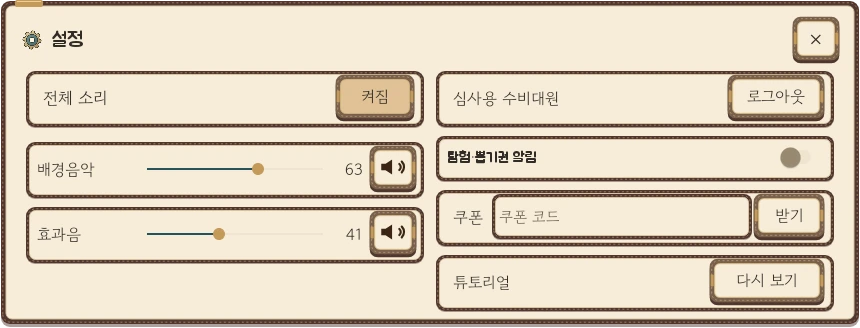 설정
×
전체 소리
켜짐
배경음악
63
효과음
41
심사용 수비대원
로그아웃
탐험·뽑기권 알림
쿠폰
쿠폰 코드
받기
튜토리얼
다시 보기